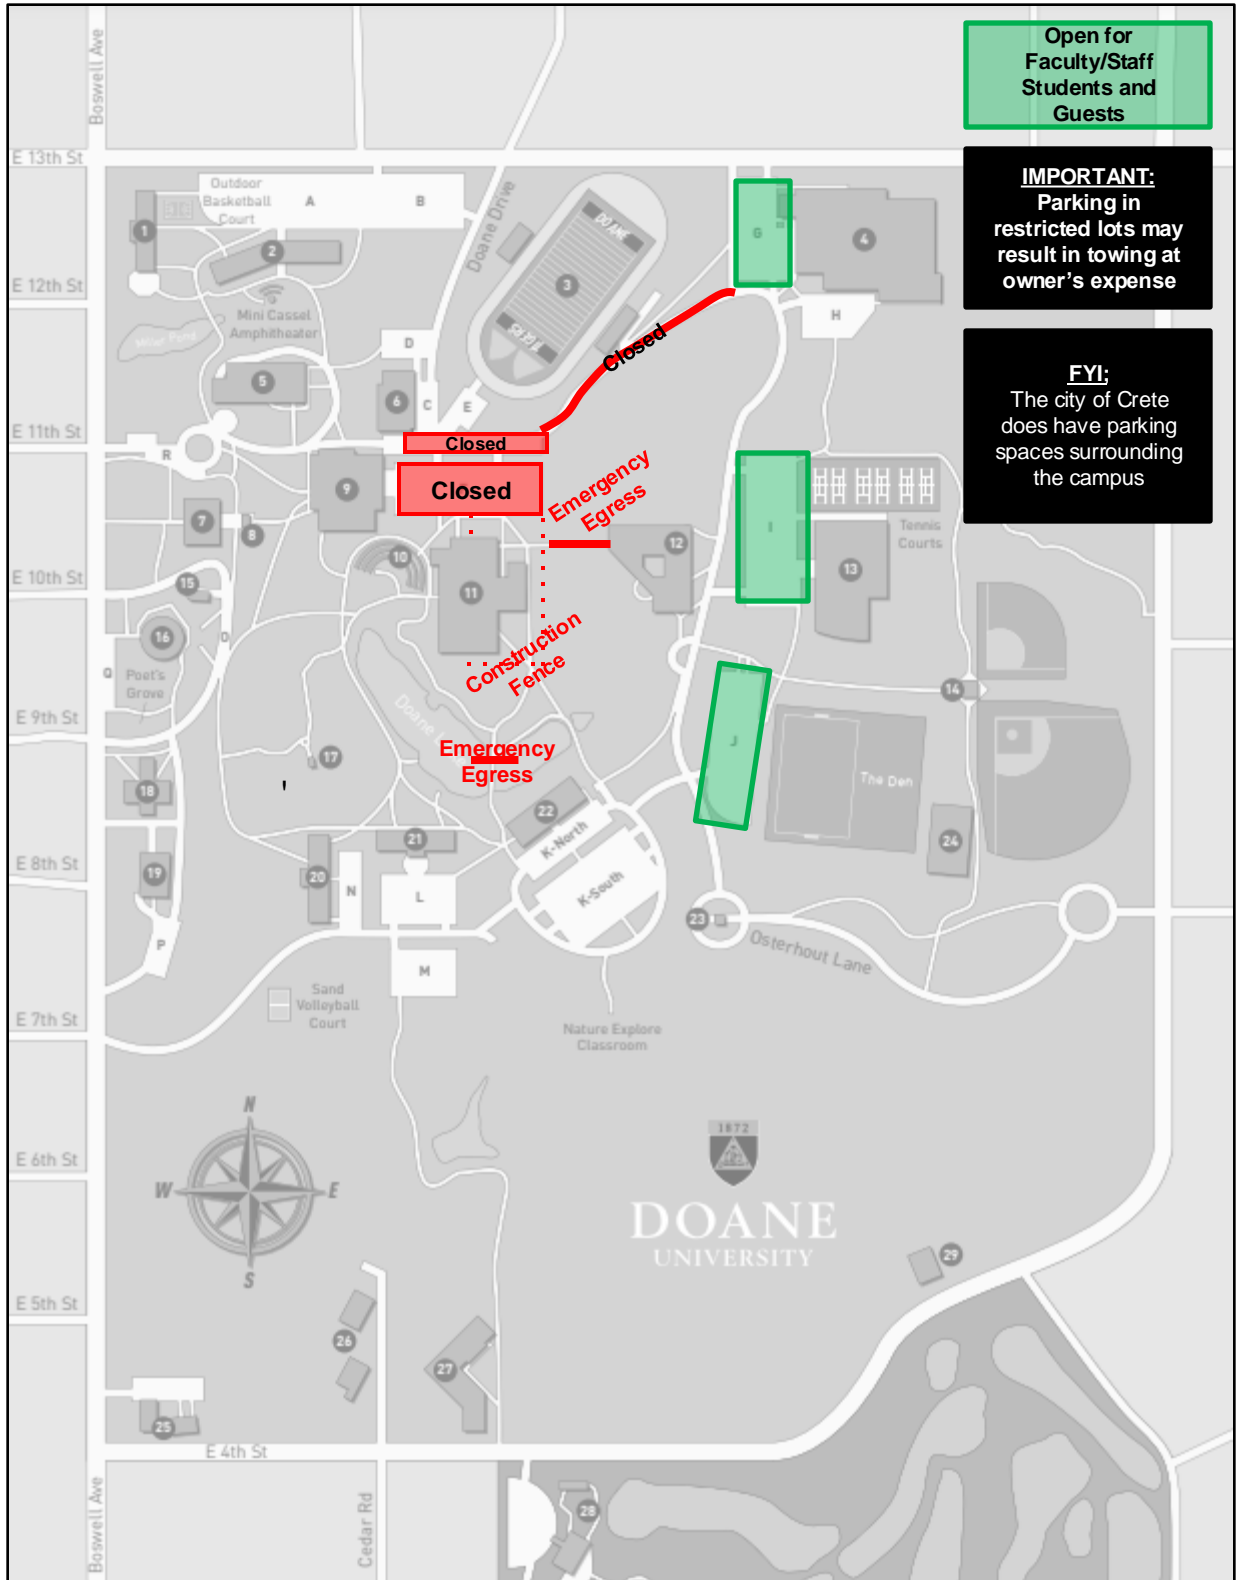 Open for
Faculty/Staff
Students and
Guests
IMPORTANT:
Parking in
restricted lots may
result in towing at
owner's expense
FYI;
The city of Crete
does have parking
spaces surrounding
the campus
Boswell Ave
E 13th St
Outdoor
Basketball
Court
A
B
Doane Drive
DOANE
G
1
2
3
4
E 12th St
Mini Cassel
Amphitheater
Miller Pond
D
H
TIGERS
Closed
5
6
C
E
E 11th St
R
Closed
Closed
Emergency
Egress
9
7
8
10
11
12
I
Tennis
Courts
13
E 10th St
15
16
O
Q
Poet's
Grove
Construction
Fence
14
Doane Lake
E 9th St
Emergency
Egress
17
'
J
The Den
18
22
K-North
K-South
21
24
E 8th St
19
20
N
L
23
Osterhout Lane
P
M
Sand
Volleyball
Court
E 7th St
Nature Explore
Classroom
N
W
E
S
1872
DOANE
UNIVERSITY
E 6th St
29
E 5th St
26
27
25
E 4th St
Boswell Ave
Cedar Rd
28